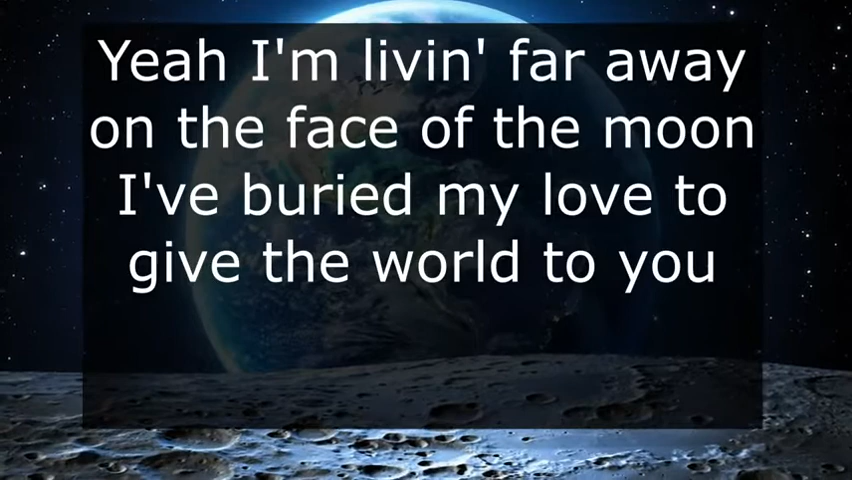 Yeah I'm livin' far away
on the face of the moon
I've buried my love to
give the world to you